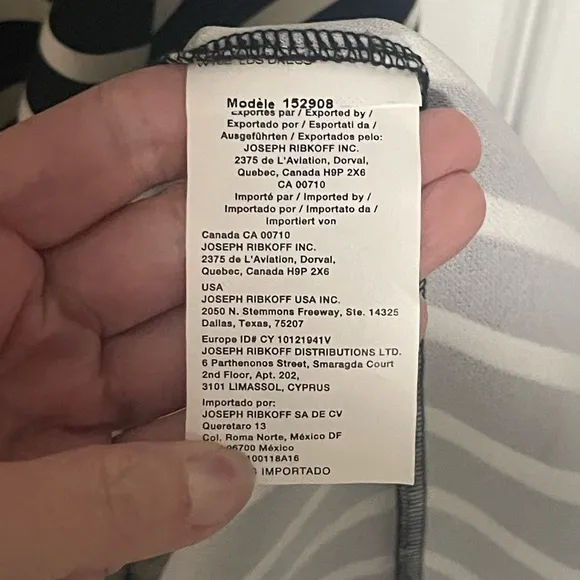 Modèle 152908
Exportés par / Exported by /
Exportado por / Esportati da /
Ausgeführten / Exportados pelo:
JOSEPH RIBKOFF INC.
2375 de L'Aviation, Dorval,
Quebec, Canada H9P 2X6
CA 00710
Importé par / Imported by /
Importado por / Importato da /
Importiert von
Canada CA 00710
JOSEPH RIBKOFF INC.
2375 de L'Aviation, Dorval,
Quebec, Canada H9P 2X6
USA
JOSEPH RIBKOFF USA INC.
2050 N. Stemmons Freeway, Ste. 14325
Dallas, Texas, 75207
Europe ID# CY 10121941V
JOSEPH RIBKOFF DISTRIBUTIONS LTD.
6 Parthenonos Street, Smaragda Court
2nd Floor, Apt. 202,
3101 LIMASSOL, CYPRUS
Importado por:
JOSEPH RIBKOFF SA DE CV
Queretaro 13
Col. Roma Norte, México DF
06700 México
100118A16
IMPORTADO